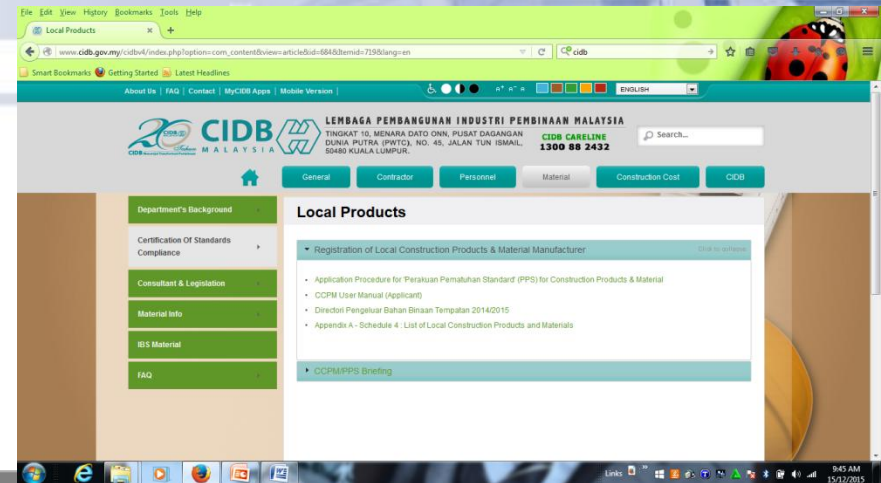 File Edit View History Bookmarks Tools Help
Local Products × +
www.cidb.gov.my/cidbv4/index.php?option=com_content&view=article&id=684&Itemid=719&lang=en cidb
Smart Bookmarks Getting Started Latest Headlines
About Us | FAQ | Contact | MyCIDB Apps | Mobile Version | ENGLISH
CIDB
MALAYSIA
LEMBAGA PEMBANGUNAN INDUSTRI PEMBINAAN MALAYSIA
TINGKAT 10, MENARA DATO ONN, PUSAT DAGANGAN
DUNIA PUTRA (PWTC), NO. 45, JALAN TUN ISMAIL,
50480 KUALA LUMPUR.
CIDB CARELINE
1300 88 2432
Search...
General Contractor Personnel Material Construction Cost CIDB
Department's Background
Certification Of Standards
Compliance
Consultant & Legislation
Material Info
IBS Material
FAQ
Local Products
Registration of Local Construction Products & Material Manufacturer
Application Procedure for 'Perakuan Pematuhan Standard' (PPS) for Construction Products & Material
CCPM User Manual (Applicant)
Directori Pengeluar Bahan Binaan Tempatan 2014/2015
Appendix A - Schedule 4 : List of Local Construction Products and Materials
CCPM/PPS Briefing
Links
9:45 AM
15/12/2015